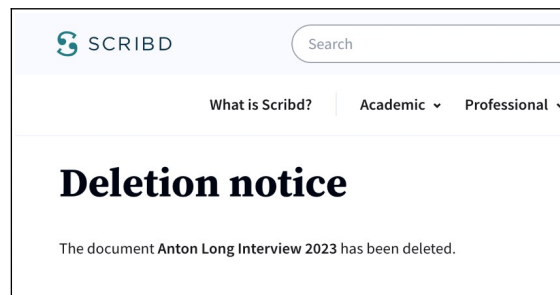 SCRIBD
Search
What is Scribd? Academic Professional
Deletion notice
The document Anton Long Interview 2023 has been deleted.